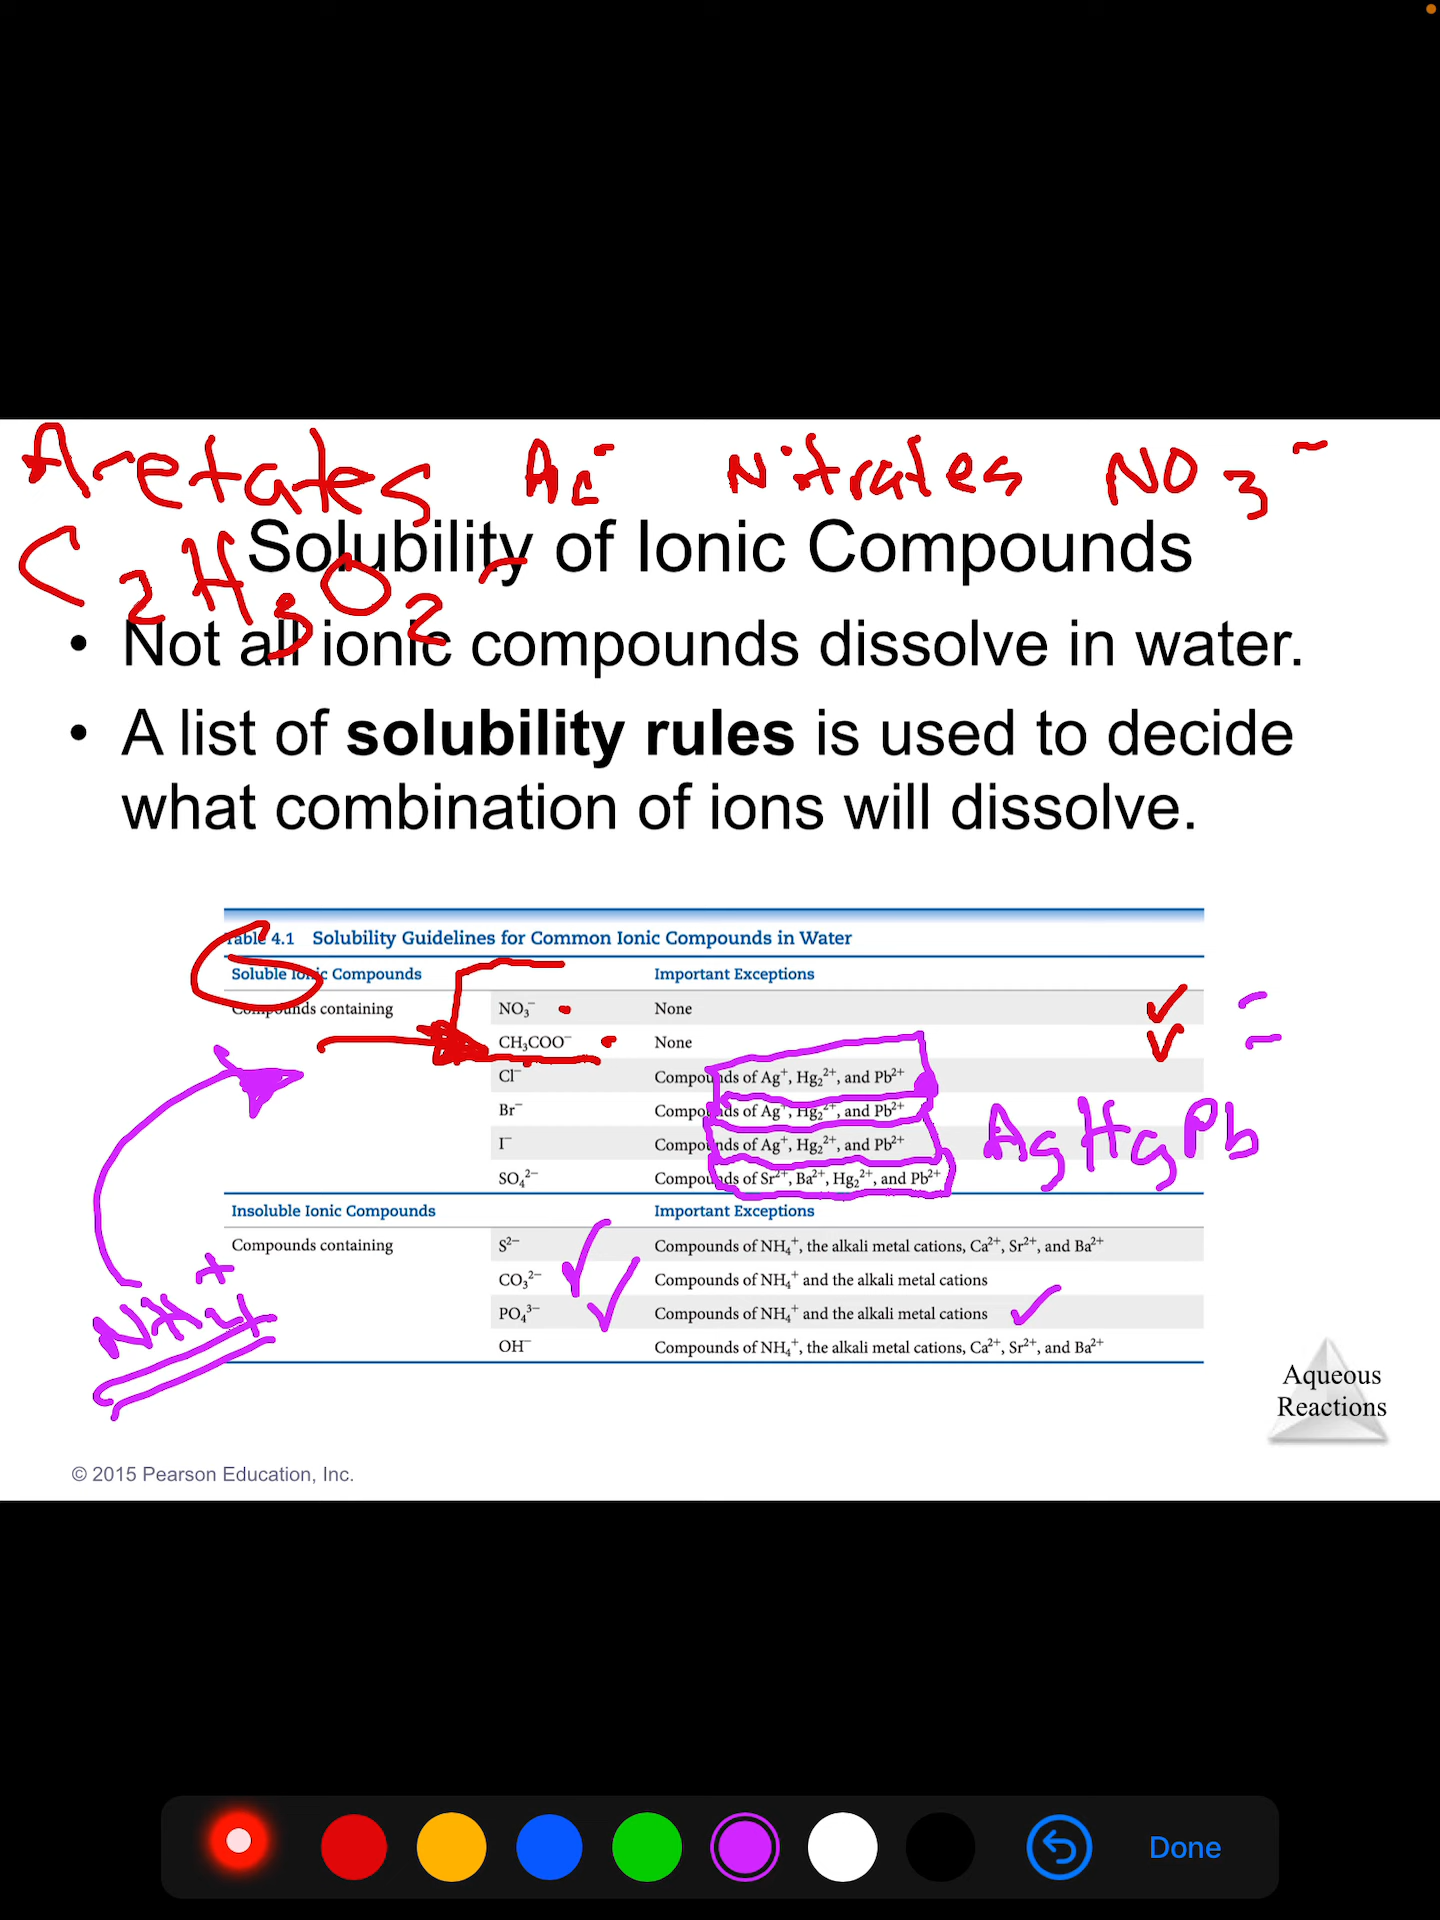 Acetates Ac⁻ Nitrates NO₃⁻
C₂H₃O₂⁻
Solubility of Ionic Compounds
• Not all ionic compounds dissolve in water.
• A list of solubility rules is used to decide
what combination of ions will dissolve.
Table 4.1 Solubility Guidelines for Common Ionic Compounds in Water
Soluble Ionic Compounds Important Exceptions
Compounds containing NO₃⁻ None
CH₃COO⁻ None
Cl⁻ Compounds of Ag⁺, Hg₂²⁺, and Pb²⁺
Br⁻ Compounds of Ag⁺, Hg₂²⁺, and Pb²⁺
I⁻ Compounds of Ag⁺, Hg₂²⁺, and Pb²⁺
Ag Hg Pb
SO₄²⁻ Compounds of Sr²⁺, Ba²⁺, Hg₂²⁺, and Pb²⁺
Insoluble Ionic Compounds Important Exceptions
Compounds containing S²⁻ Compounds of NH₄⁺, the alkali metal cations, Ca²⁺, Sr²⁺, and Ba²⁺
CO₃²⁻ Compounds of NH₄⁺ and the alkali metal cations
PO₄³⁻ Compounds of NH₄⁺ and the alkali metal cations
NH₄⁺
OH⁻ Compounds of NH₄⁺, the alkali metal cations, Ca²⁺, Sr²⁺, and Ba²⁺
Aqueous
Reactions
© 2015 Pearson Education, Inc.
Done